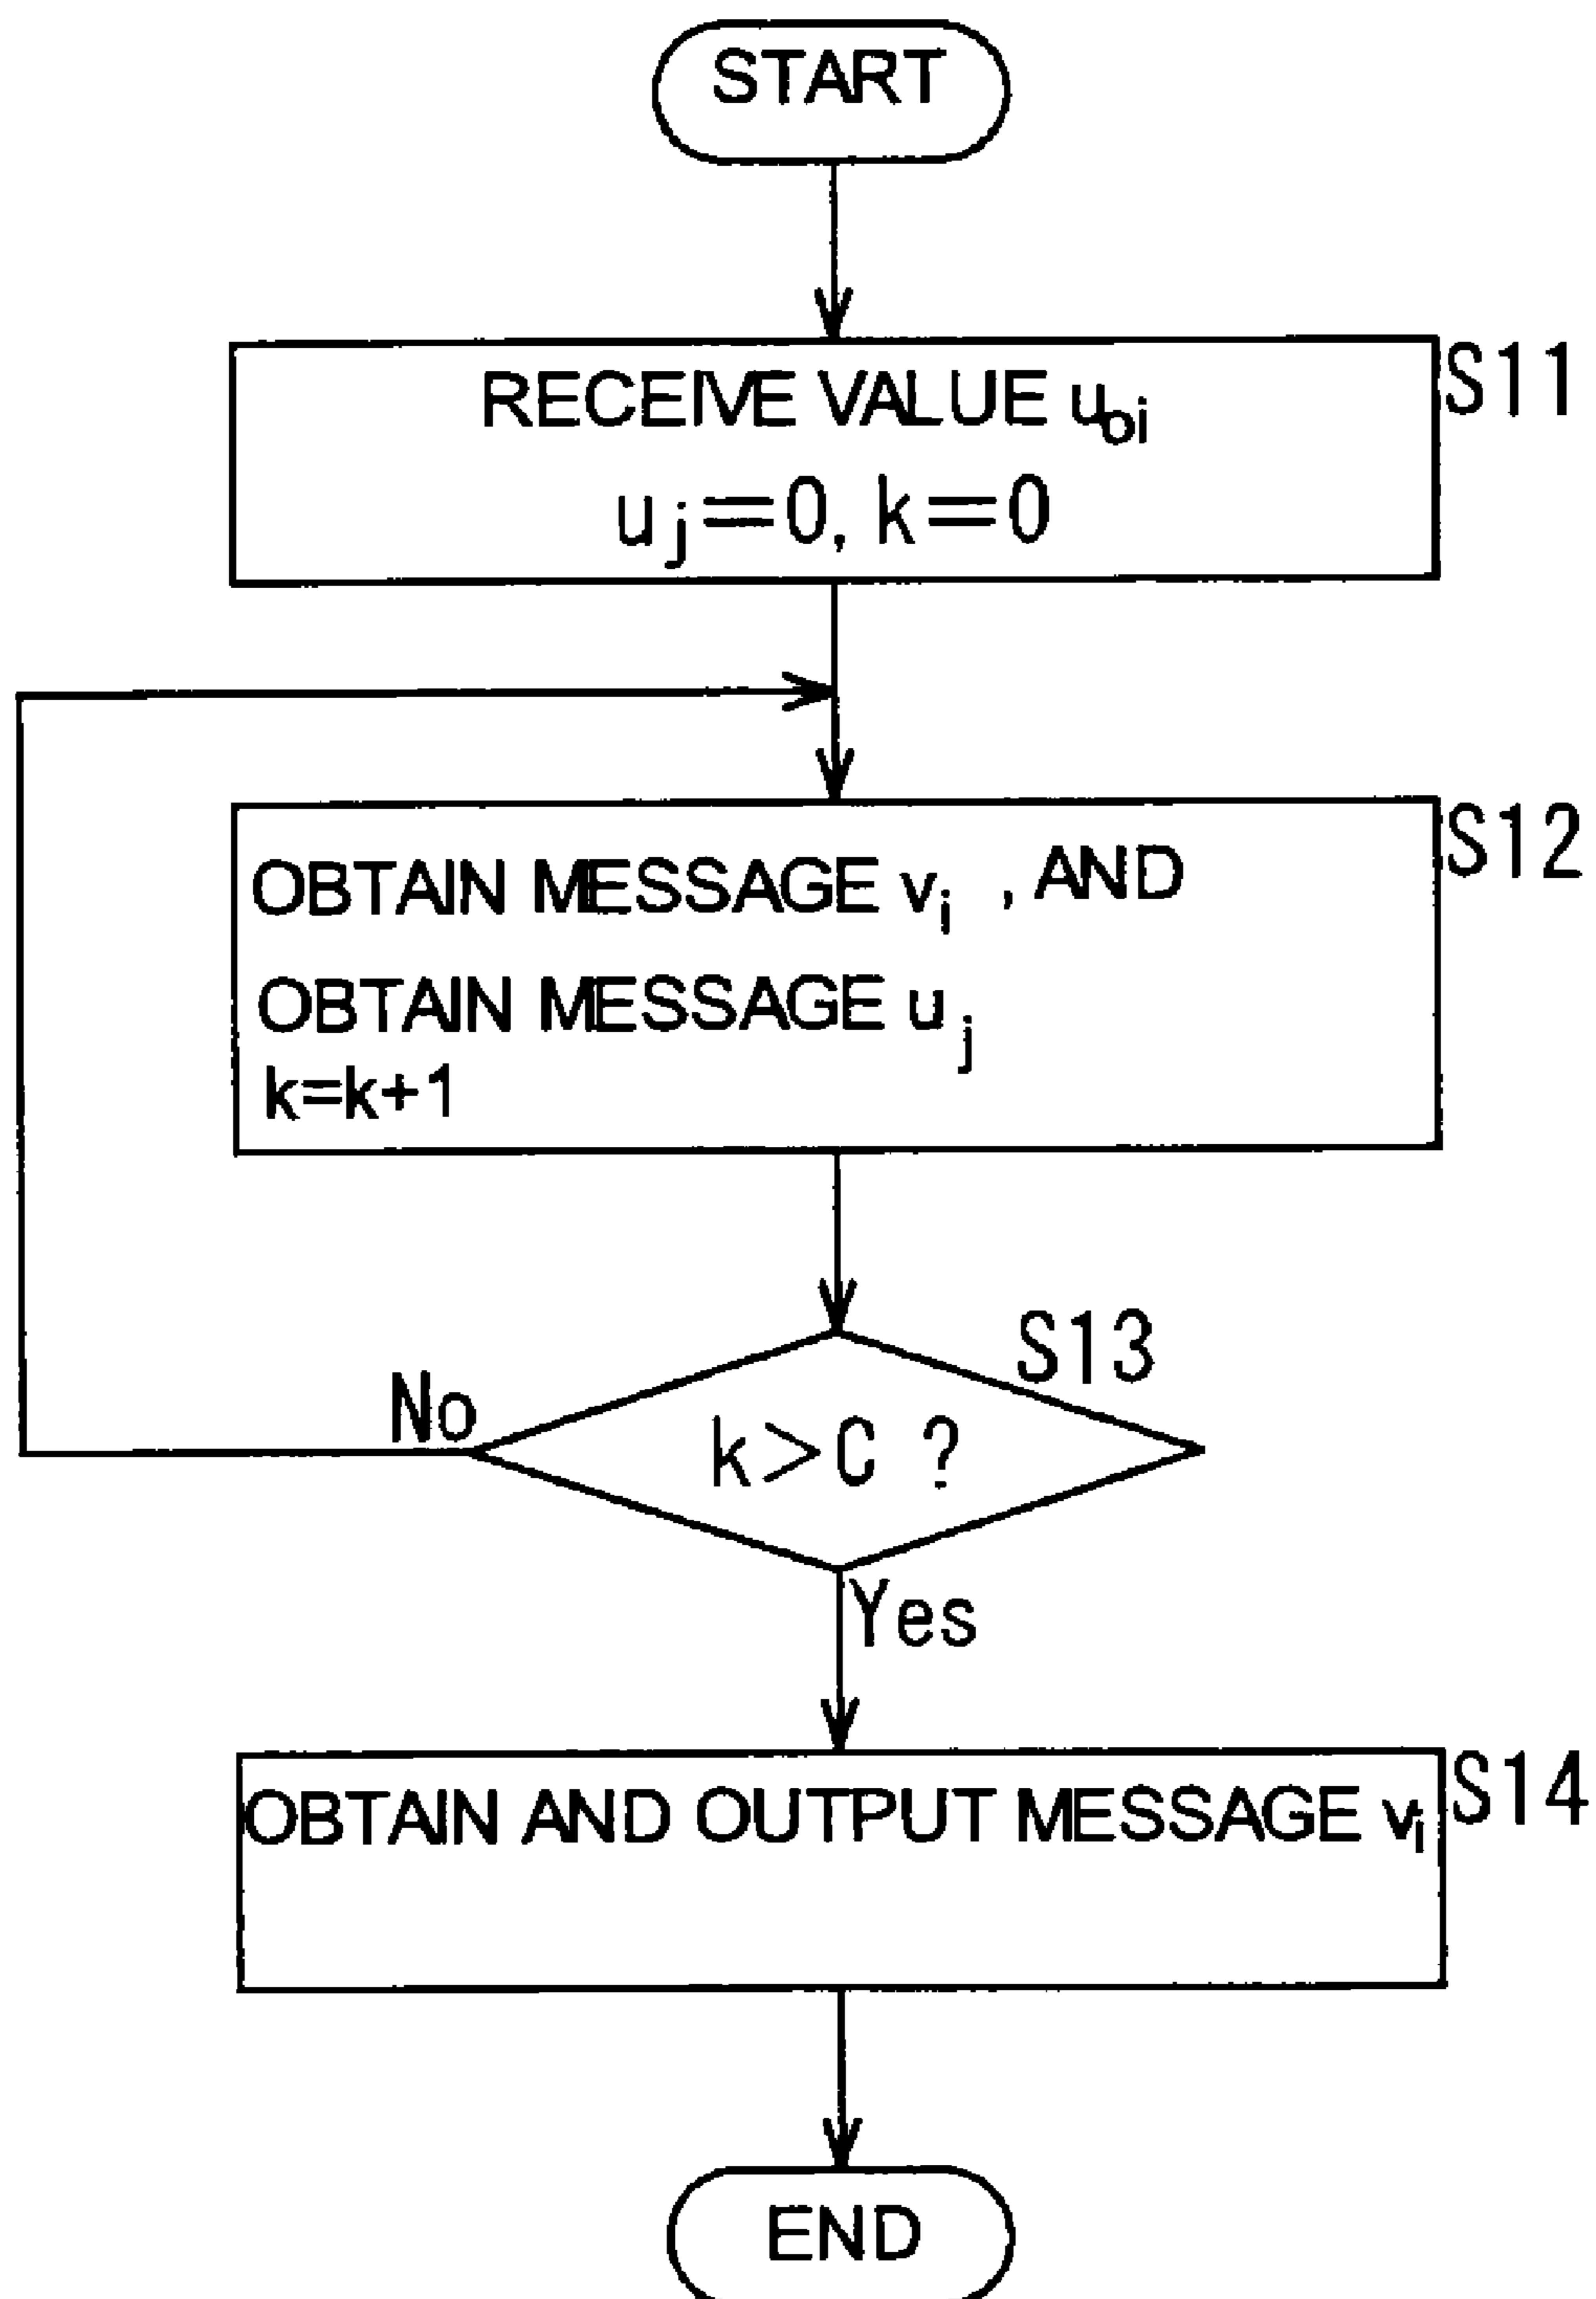 START
RECEIVE VALUE u0i
S11
uj=0, k=0
OBTAIN MESSAGE vi , AND
S12
OBTAIN MESSAGE uj
k=k+1
S13
No
k>C ?
Yes
OBTAIN AND OUTPUT MESSAGE vi
S14
END